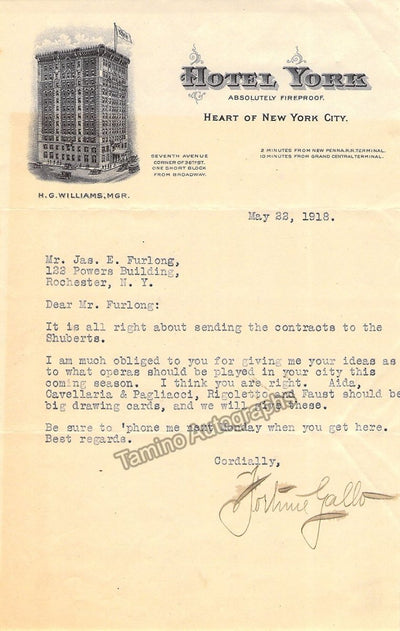 HOTEL YORK
ABSOLUTELY FIREPROOF.
HEART OF NEW YORK CITY.
SEVENTH AVENUE
CORNER OF 36TH ST.
ONE SHORT BLOCK
FROM BROADWAY.
2 MINUTES FROM NEW PENNA.R.R.TERMINAL.
10 MINUTES FROM GRAND CENTRAL TERMINAL.
H.G.WILLIAMS,MGR.
May 22, 1918.
Mr. Jas. E. Furlong,
122 Powers Building,
Rochester, N. Y.
Dear Mr. Furlong:
It is all right about sending the contracts to the
Shuberts.
I am much obliged to you for giving me your ideas as
to what operas should be played in your city this
coming season. I think you are right. Aida,
Cavellaria & Pagliacci, Rigoletto and Faust should be
big drawing cards, and we will these.
Be sure to 'phone me next Monday when you get here.
Best regards.
Tamino Autographs
Cordially,
Fortune Gallo